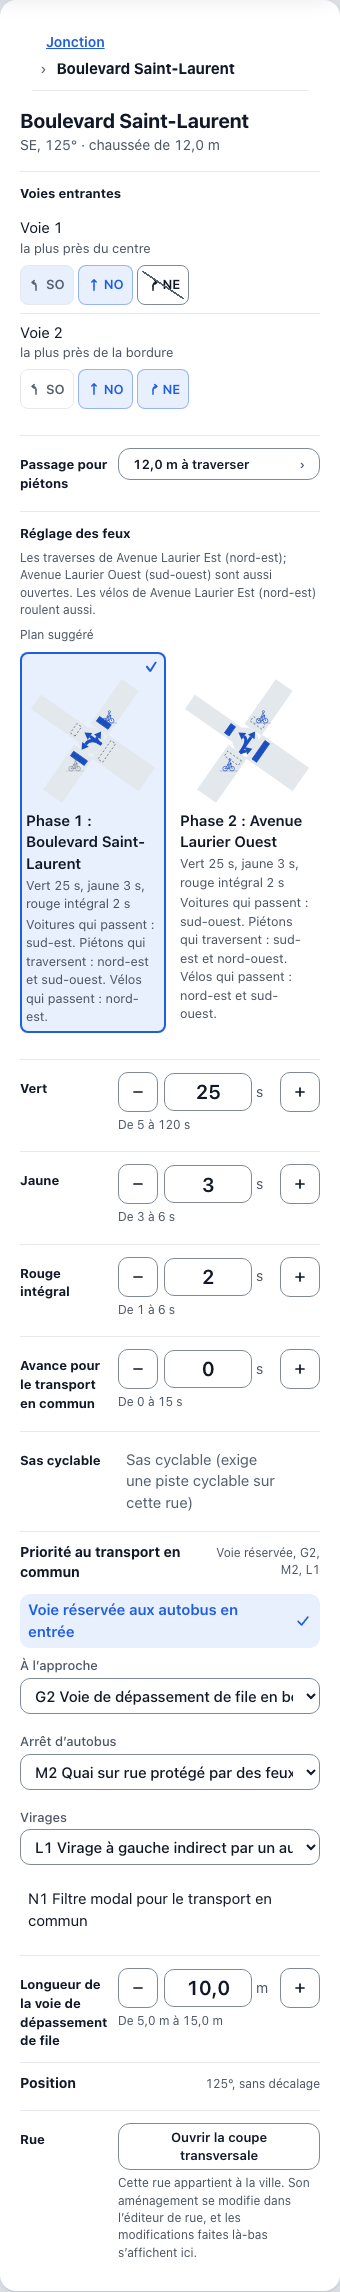 Jonction
› Boulevard Saint-Laurent
Boulevard Saint-Laurent
SE, 125° · chaussée de 12,0 m
Voies entrantes
Voie 1
la plus près du centre
SO NO NE
Voie 2
la plus près de la bordure
SO NO NE
Passage pour
piétons
12,0 m à traverser ›
Réglage des feux
Les traverses de Avenue Laurier Est (nord-est);
Avenue Laurier Ouest (sud-ouest) sont aussi
ouvertes. Les vélos de Avenue Laurier Est (nord-est)
roulent aussi.
Plan suggéré
Phase 1 :
Boulevard Saint-
Laurent
Vert 25 s, jaune 3 s,
rouge intégral 2 s
Voitures qui passent :
sud-est. Piétons qui
traversent : nord-est
et sud-ouest. Vélos
qui passent : nord-
est.
Phase 2 : Avenue
Laurier Ouest
Vert 25 s, jaune 3 s,
rouge intégral 2 s
Voitures qui passent :
sud-ouest. Piétons
qui traversent : sud-
est et nord-ouest.
Vélos qui passent :
nord-est et sud-
ouest.
Vert
− 25 s +
De 5 à 120 s
Jaune
− 3 s +
De 3 à 6 s
Rouge
intégral
− 2 s +
De 1 à 6 s
Avance pour
le transport
en commun
− 0 s +
De 0 à 15 s
Sas cyclable
Sas cyclable (exige
une piste cyclable sur
cette rue)
Priorité au transport en
commun
Voie réservée, G2,
M2, L1
Voie réservée aux autobus en
entrée
À l’approche
G2 Voie de dépassement de file en b
Arrêt d’autobus
M2 Quai sur rue protégé par des feux
Virages
L1 Virage à gauche indirect par un au
N1 Filtre modal pour le transport en
commun
Longueur de
la voie de
dépassement
de file
− 10,0 m +
De 5,0 m à 15,0 m
Position
125°, sans décalage
Rue
Ouvrir la coupe
transversale
Cette rue appartient à la ville. Son
aménagement se modifie dans
l’éditeur de rue, et les
modifications faites là-bas
s’affichent ici.